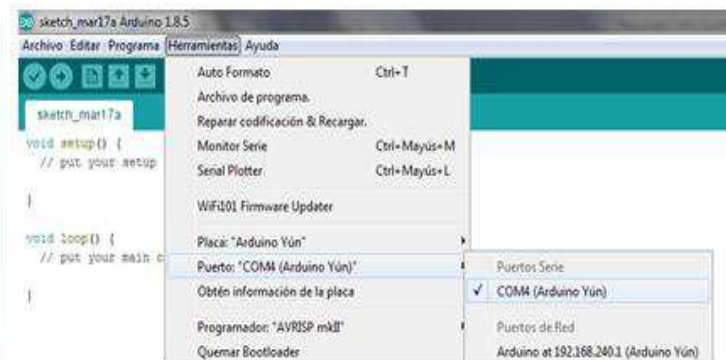 sketch_mar17a Arduino 1.8.5
Archivo Editar Programa Herramientas Ayuda
sketch_mar17a
void setup() {
// put your setup
}
void loop() {
// put your main c
}
Auto Formato Ctrl+T
Archivo de programa.
Reparar codificación & Recargar.
Monitor Serie Ctrl+Mayús+M
Serial Plotter Ctrl+Mayús+L
WiFi101 Firmware Updater
Placa: "Arduino Yún"
Puerto: "COM4 (Arduino Yún)"
Obtén información de la placa
Programador: "AVRISP mkII"
Quemar Bootloader
Puertos Serie
✓ COM4 (Arduino Yún)
Puertos de Red
Arduino at 192.168.240.1 (Arduino Yún)